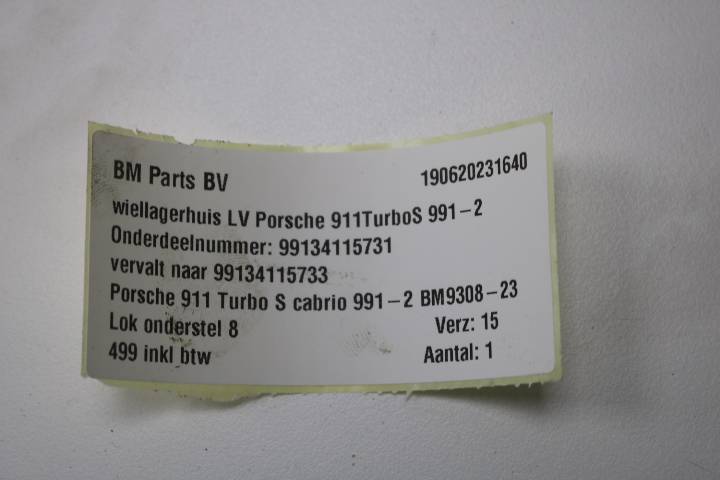 BM Parts BV 190620231640
wiellagerhuis LV Porsche 911TurboS 991-2
Onderdeelnummer: 99134115731
vervalt naar 99134115733
Porsche 911 Turbo S cabrio 991-2 BM9308-23
Lok onderstel 8 Verz: 15
499 inkl btw Aantal: 1